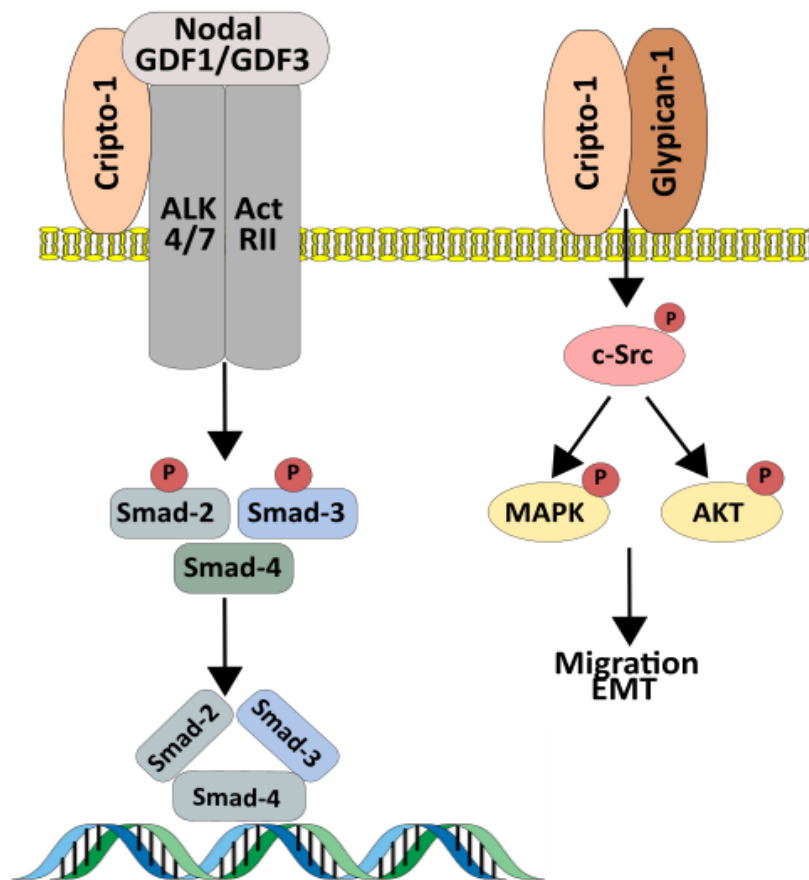 Nodal
GDF1/GDF3
Cripto-1
ALK
4/7
Act
RII
P
P
Smad-2
Smad-3
Smad-4
Smad-2
Smad-3
Smad-4
Cripto-1
Glypican-1
P
c-Src
P
P
MAPK
AKT
Migration
EMT